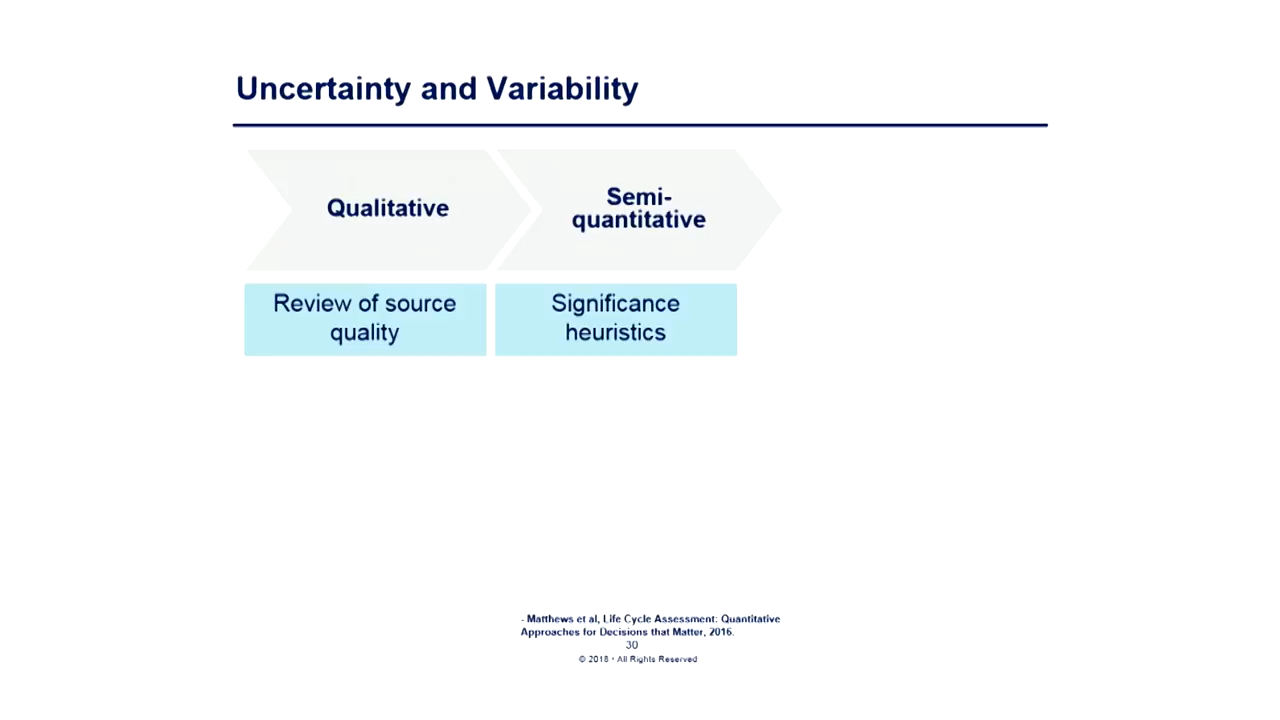 Uncertainty and Variability
Qualitative
Semi-
quantitative
Review of source
quality
Significance
heuristics
- Matthews et al, Life Cycle Assessment: Quantitative
Approaches for Decisions that Matter, 2016.
30
© 2018 • All Rights Reserved